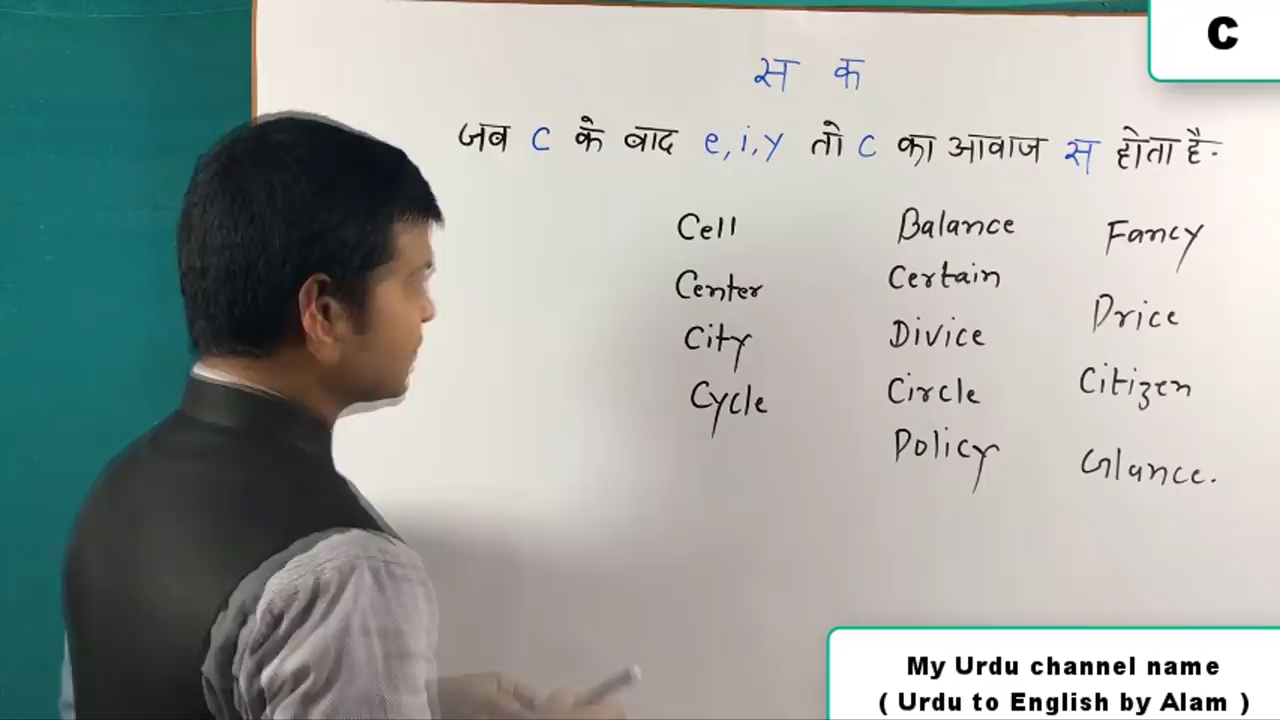 C
स क
जब C के बाद e, i, y तो C का आवाज स होता है.
Cell Balance Fancy
Center Certain Price
City Divice Citizen
Cycle Circle Glance.
Policy
My Urdu channel name
( Urdu to English by Alam )